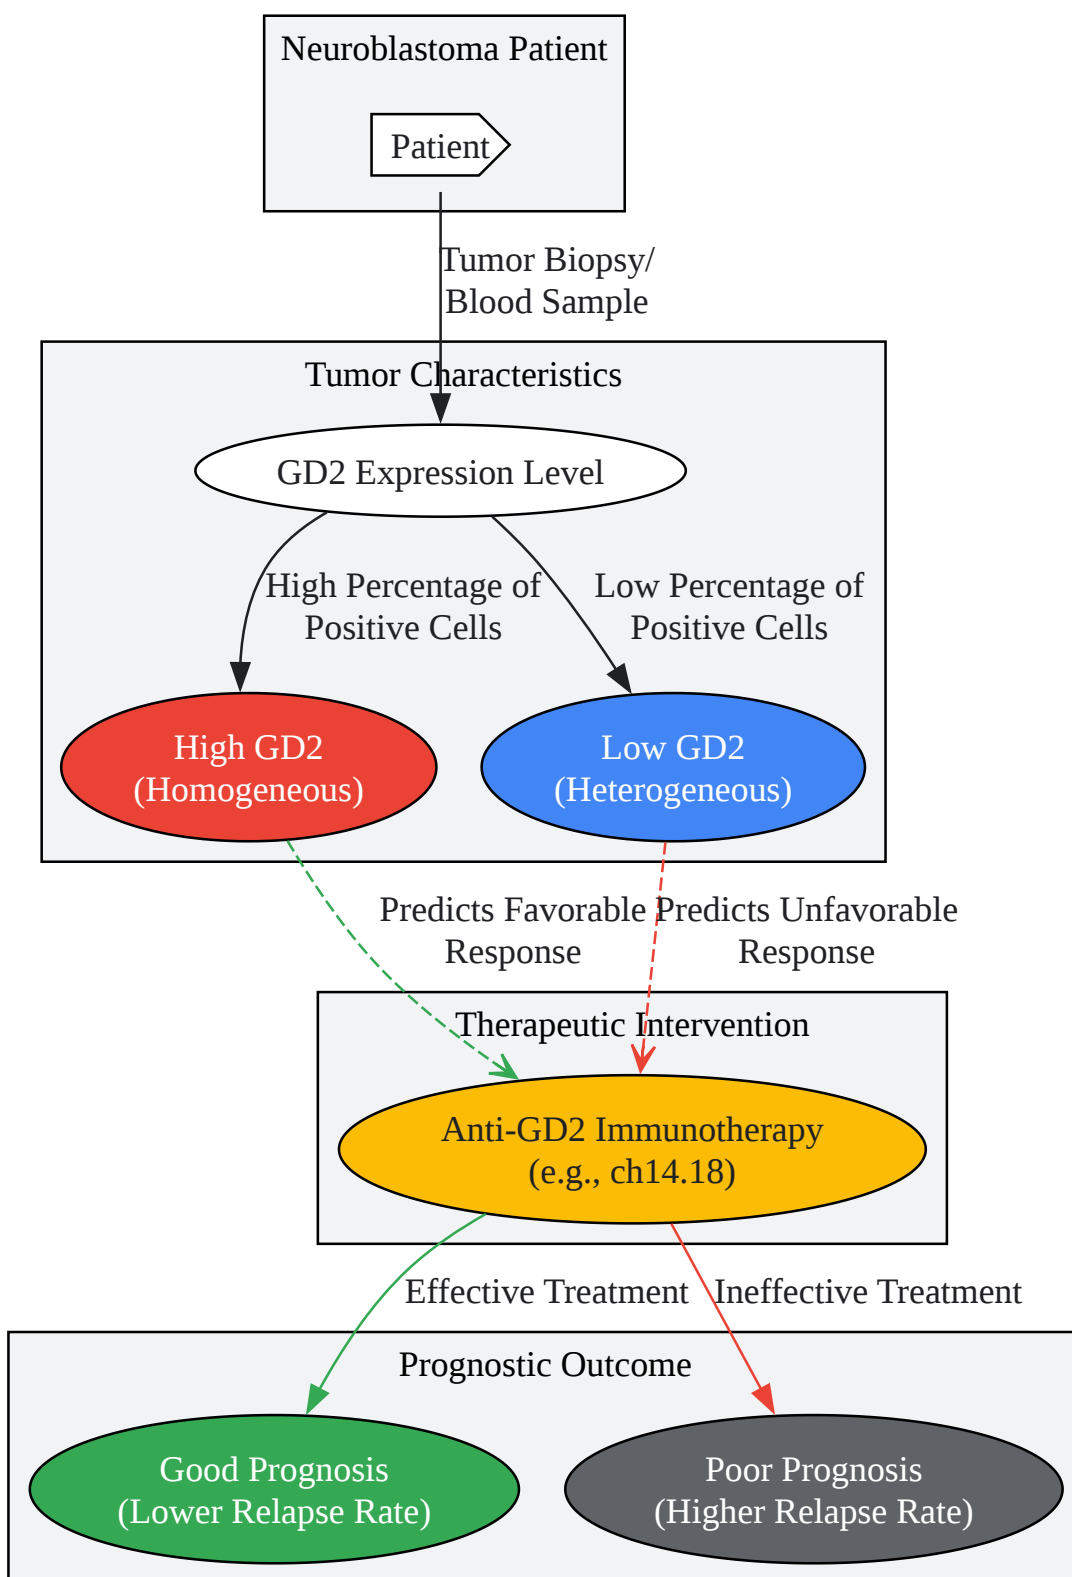 Neuroblastoma Patient
Patient
Tumor Biopsy/
Blood Sample
Tumor Characteristics
GD2 Expression Level
High Percentage of
Positive Cells
Low Percentage of
Positive Cells
High GD2
(Homogeneous)
Low GD2
(Heterogeneous)
Predicts Favorable
Response
Predicts Unfavorable
Response
Therapeutic Intervention
Anti-GD2 Immunotherapy
(e.g., ch14.18)
Effective Treatment
Ineffective Treatment
Prognostic Outcome
Good Prognosis
(Lower Relapse Rate)
Poor Prognosis
(Higher Relapse Rate)